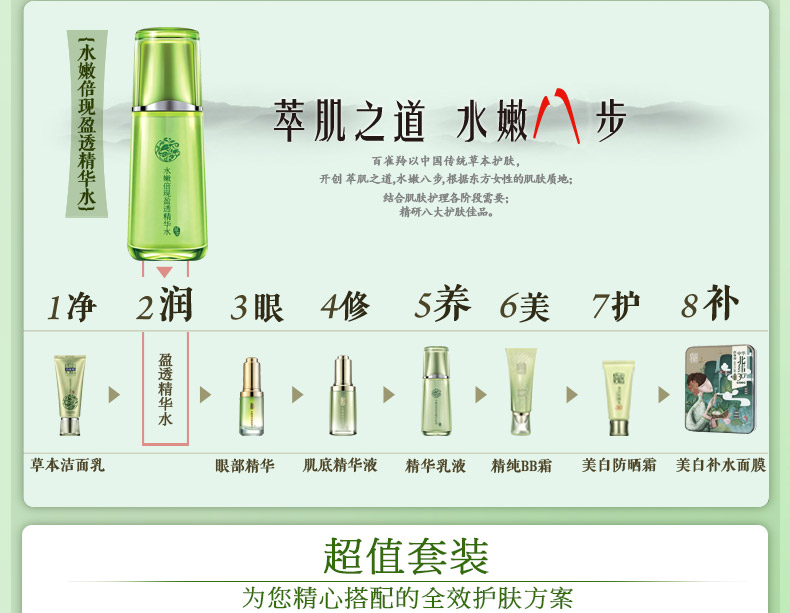 {水嫩倍现盈透精华水}
水嫩倍现盈透精华水
萃肌之道 水嫩八步
百雀羚以中国传统草本护肤，
开创 萃肌之道,水嫩八步,根据东方女性的肌肤质地；
结合肌肤护理各阶段需要；
精研八大护肤佳品。
1净 2润 3眼 4修 5养 6美 7护 8补
盈透精华水
草本洁面乳 眼部精华 肌底精华液 精华乳液 精纯BB霜 美白防晒霜 美白补水面膜
超值套装
为您精心搭配的全效护肤方案